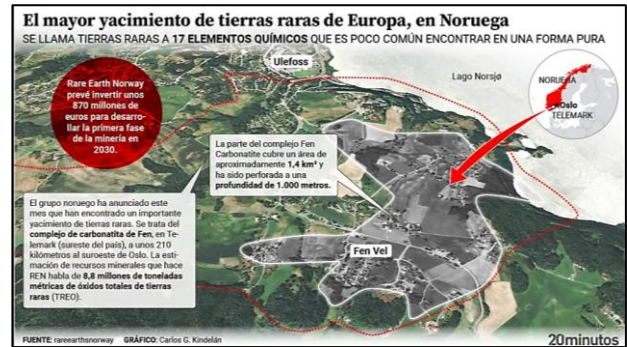 El mayor yacimiento de tierras raras de Europa, en Noruega
SE LLAMA TIERRAS RARAS A 17 ELEMENTOS QUÍMICOS QUE ES POCO COMÚN ENCONTRAR EN UNA FORMA PURA
Ulefoss
Lago Norsjø
NORUEGA
Oslo
TELEMARK
Rare Earth Norway
prevé invertir unos
870 millones de
euros para desarro-
llar la primera fase
de la minería en
2030.
La parte del complejo Fen
Carbonatite cubre un área de
aproximadamente 1,4 km² y
ha sido perforada a una
profundidad de 1.000 metros.
El grupo noruego ha anunciado este
mes que han encontrado un importante
yacimiento de tierras raras. Se trata del
complejo de carbonatita de Fen, en Te-
lemark (sureste del país), a unos 210
kilómetros al suroeste de Oslo. La esti-
mación de recursos minerales que hace
REN habla de 8,8 millones de toneladas
métricas de óxidos totales de tierras
raras (TREO).
Fen Vel
FUENTE: rareearthsnorway GRÁFICO: Carlos G. Kindelán
20minutos